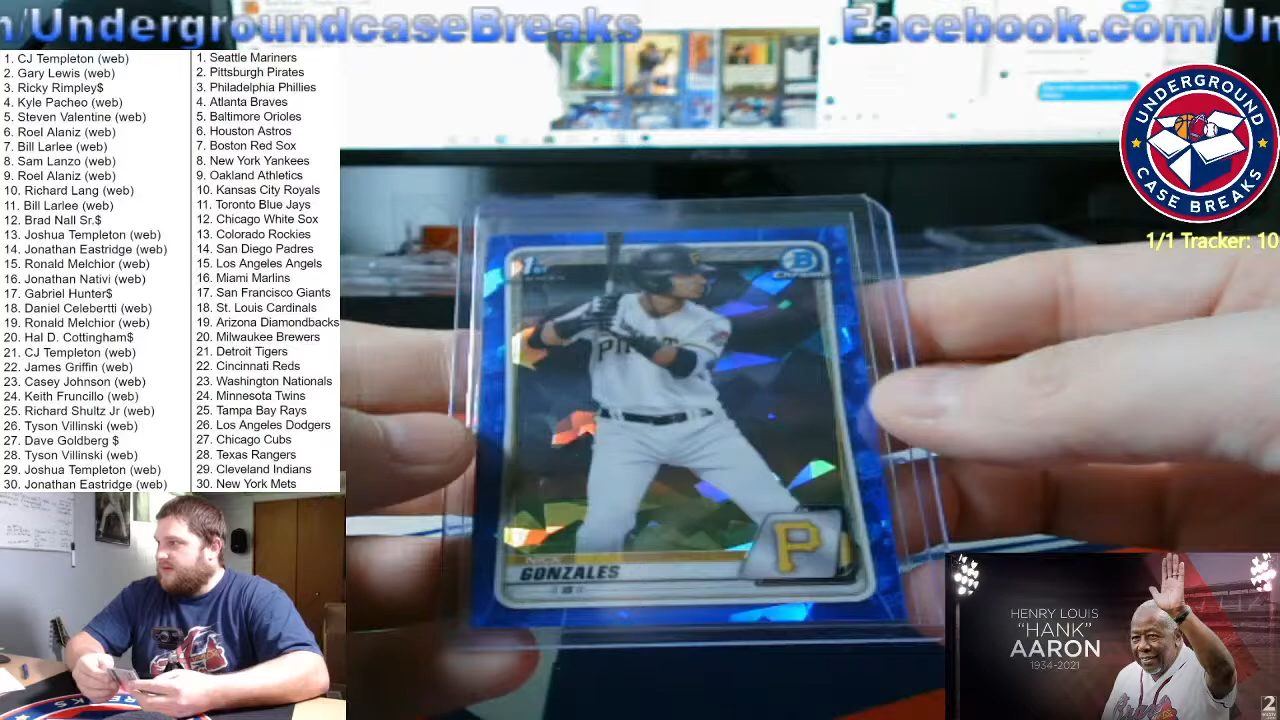 /UndergroundcaseBreaks
Facebook.com/Un
1. CJ Templeton (web)
2. Gary Lewis (web)
3. Ricky Rimpley$
4. Kyle Pacheo (web)
5. Steven Valentine (web)
6. Roel Alaniz (web)
7. Bill Larlee (web)
8. Sam Lanzo (web)
9. Roel Alaniz (web)
10. Richard Lang (web)
11. Bill Larlee (web)
12. Brad Nall Sr.$
13. Joshua Templeton (web)
14. Jonathan Eastridge (web)
15. Ronald Melchior (web)
16. Jonathan Nativi (web)
17. Gabriel Hunter$
18. Daniel Celebertti (web)
19. Ronald Melchior (web)
20. Hal D. Cottingham$
21. CJ Templeton (web)
22. James Griffin (web)
23. Casey Johnson (web)
24. Keith Fruncillo (web)
25. Richard Shultz Jr (web)
26. Tyson Villinski (web)
27. Dave Goldberg $
28. Tyson Villinski (web)
29. Joshua Templeton (web)
30. Jonathan Eastridge (web)
1. Seattle Mariners
2. Pittsburgh Pirates
3. Philadelphia Phillies
4. Atlanta Braves
5. Baltimore Orioles
6. Houston Astros
7. Boston Red Sox
8. New York Yankees
9. Oakland Athletics
10. Kansas City Royals
11. Toronto Blue Jays
12. Chicago White Sox
13. Colorado Rockies
14. San Diego Padres
15. Los Angeles Angels
16. Miami Marlins
17. San Francisco Giants
18. St. Louis Cardinals
19. Arizona Diamondbacks
20. Milwaukee Brewers
21. Detroit Tigers
22. Cincinnati Reds
23. Washington Nationals
24. Minnesota Twins
25. Tampa Bay Rays
26. Los Angeles Dodgers
27. Chicago Cubs
28. Texas Rangers
29. Cleveland Indians
30. New York Mets
UNDERGROUND
CASE BREAKS
1/1 Tracker: 10
1st
B
Chrome
P
NICK
GONZALES
HENRY LOUIS
"HANK"
AARON
1934-2021
2